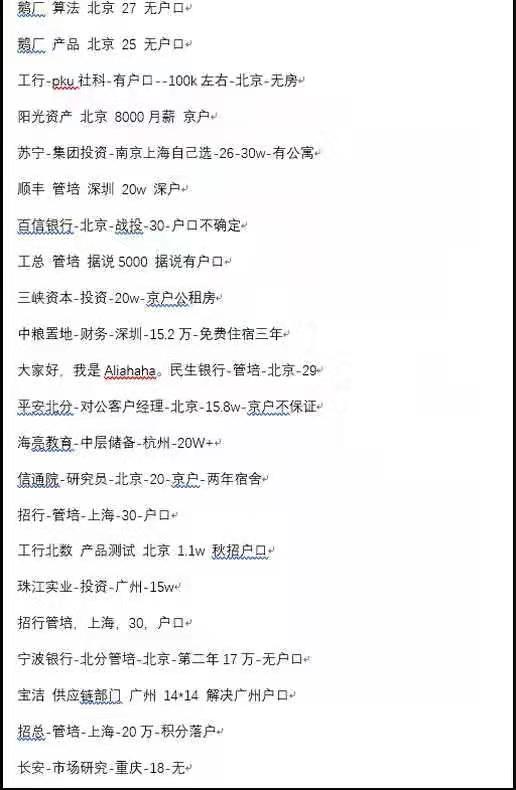 鹅厂 算法 北京 27 无户口
鹅厂 产品 北京 25 无户口
工行-pku 社科-有户口--100k 左右-北京-无房
阳光资产 北京 8000 月薪 京户
苏宁-集团投资-南京上海自己选-26-30w-有公寓
顺丰 管培 深圳 20w 深户
百信银行-北京-战投-30-户口不确定
工总 管培 据说 5000 据说有户口
三峡资本-投资-20w-京户公租房
中粮置地-财务-深圳-15.2 万-免费住宿三年
大家好，我是 Aliahaha。民生银行-管培-北京-29
平安北分-对公客户经理-北京-15.8w-京户不保证
海亮教育-中层储备-杭州-20W+
信通院-研究员-北京-20-京户-两年宿舍
招行-管培-上海-30-户口
工行北数 产品测试 北京 1.1w 秋招户口
珠江实业-投资-广州-15w
招行管培，上海，30，户口
宁波银行-北分管培-北京-第二年 17 万-无户口
宝洁 供应链部门 广州 14*14 解决广州户口
招总-管培-上海-20 万-积分落户
长安-市场研究-重庆-18-无